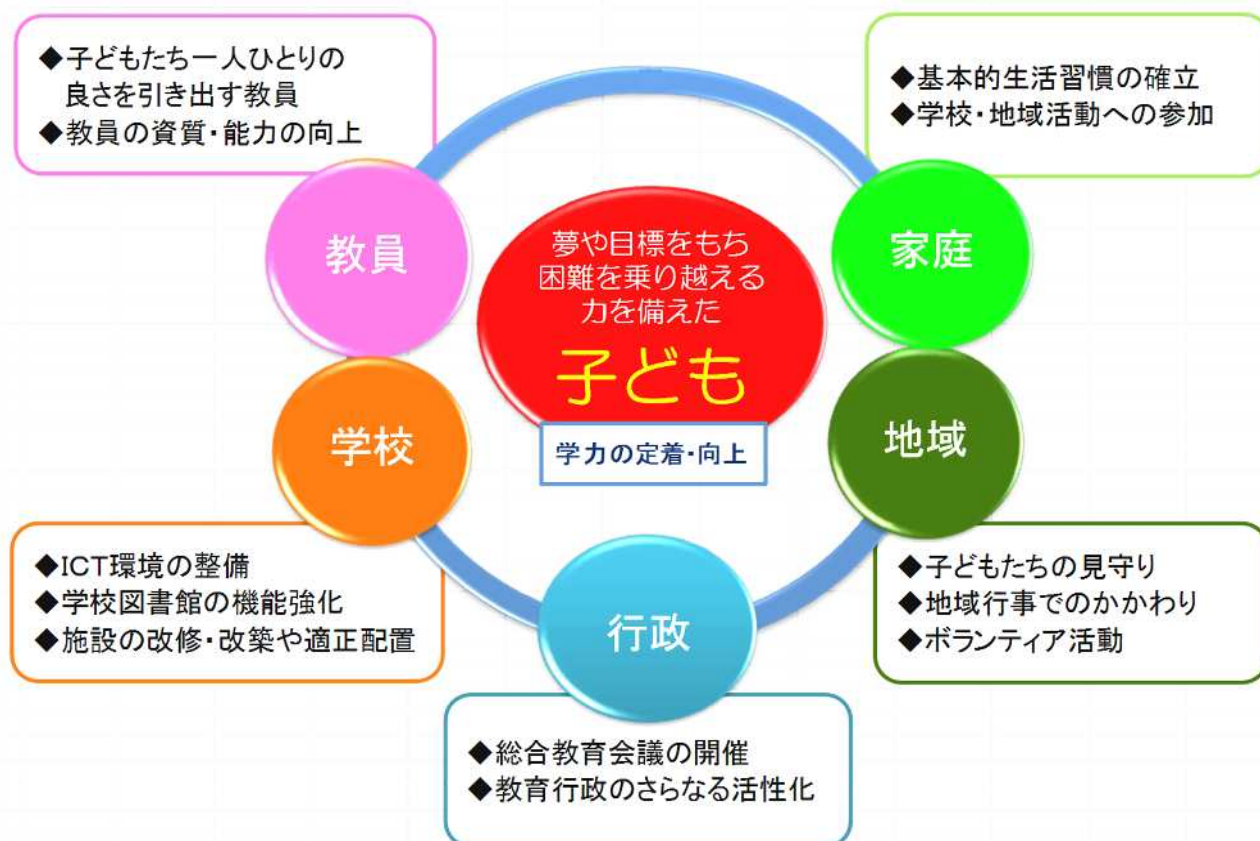 ◆子どもたち一人ひとりの
良さを引き出す教員
◆教員の資質・能力の向上
◆基本的生活習慣の確立
◆学校・地域活動への参加
教員
家庭
夢や目標をもち
困難を乗り越える
力を備えた
子ども
学力の定着・向上
学校
地域
◆ICT環境の整備
◆学校図書館の機能強化
◆施設の改修・改築や適正配置
◆子どもたちの見守り
◆地域行事でのかかわり
◆ボランティア活動
行政
◆総合教育会議の開催
◆教育行政のさらなる活性化